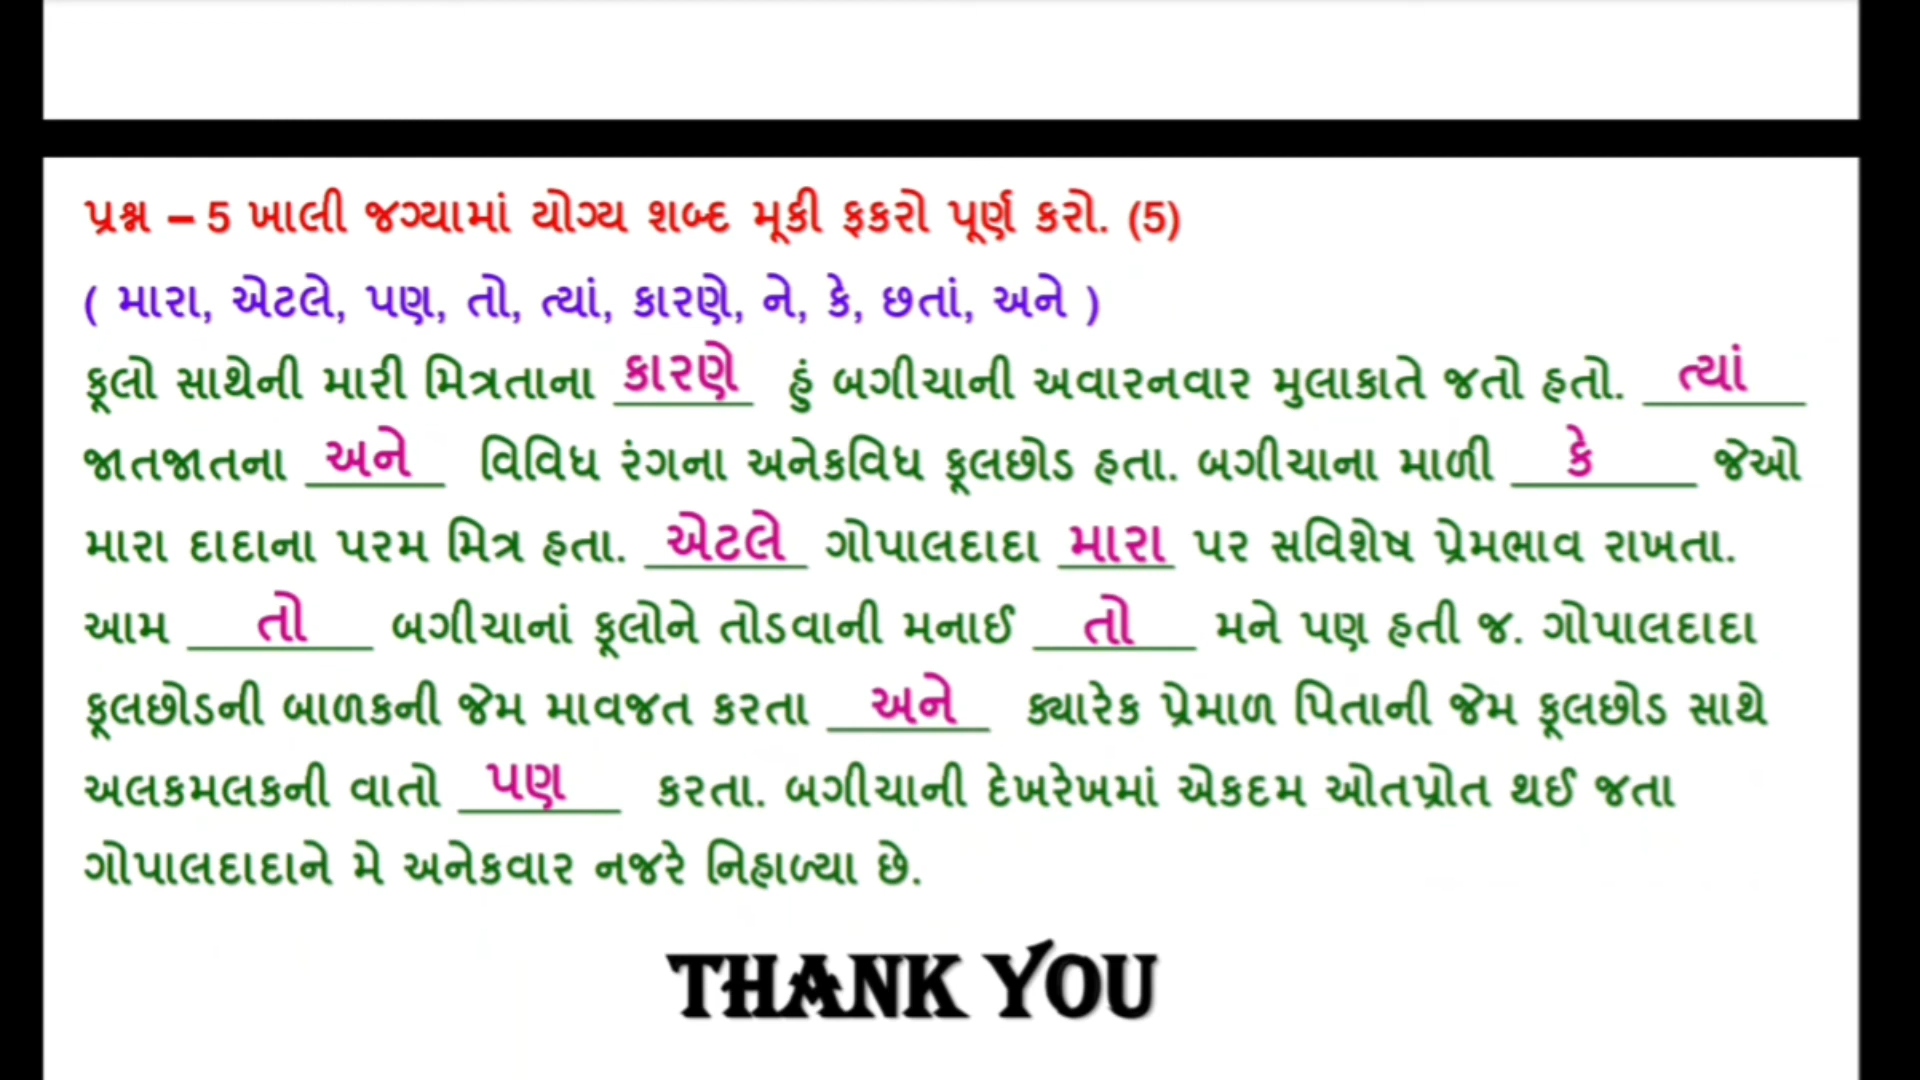 પ્રશ્ન – 5 ખાલી જગ્યામાં યોગ્ય શબ્દ મૂકી ફકરો પૂર્ણ કરો. (5)
( મારા, એટલે, પણ, તો, ત્યાં, કારણે, ને, કે, છતાં, અને )
ફૂલો સાથેની મારી મિત્રતાના કારણે હું બગીચાની અવારનવાર મુલાકાતે જતો હતો. ત્યાં
જાતજાતના અને વિવિધ રંગના અનેકવિધ ફૂલછોડ હતા. બગીચાના માળી કે જેઓ
મારા દાદાના પરમ મિત્ર હતા. એટલે ગોપાલદાદા મારા પર સવિશેષ પ્રેમભાવ રાખતા.
આમ તો બગીચાનાં ફૂલોને તોડવાની મનાઈ તો મને પણ હતી જ. ગોપાલદાદા
ફૂલછોડની બાળકની જેમ માવજત કરતા અને ક્યારેક પ્રેમાળ પિતાની જેમ ફૂલછોડ સાથે
અલકમલકની વાતો પણ કરતા. બગીચાની દેખરેખમાં એકદમ ઓતપ્રોત થઈ જતા
ગોપાલદાદાને મે અનેકવાર નજરે નિહાળ્યા છે.
THANK YOU